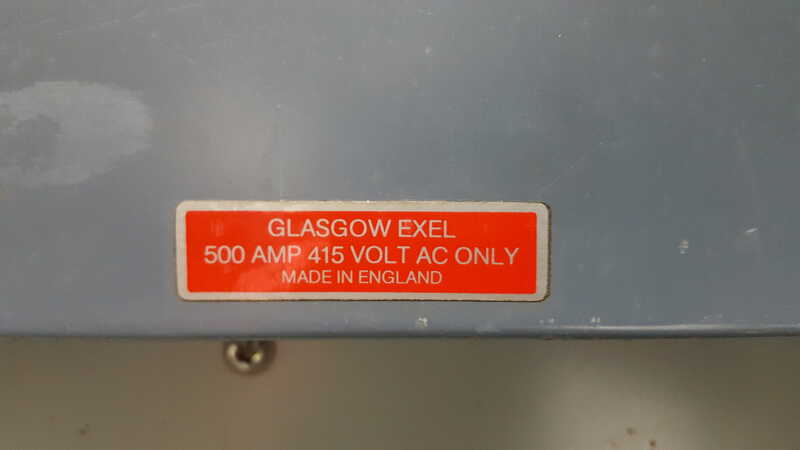 GLASGOW EXEL
500 AMP 415 VOLT AC ONLY
MADE IN ENGLAND